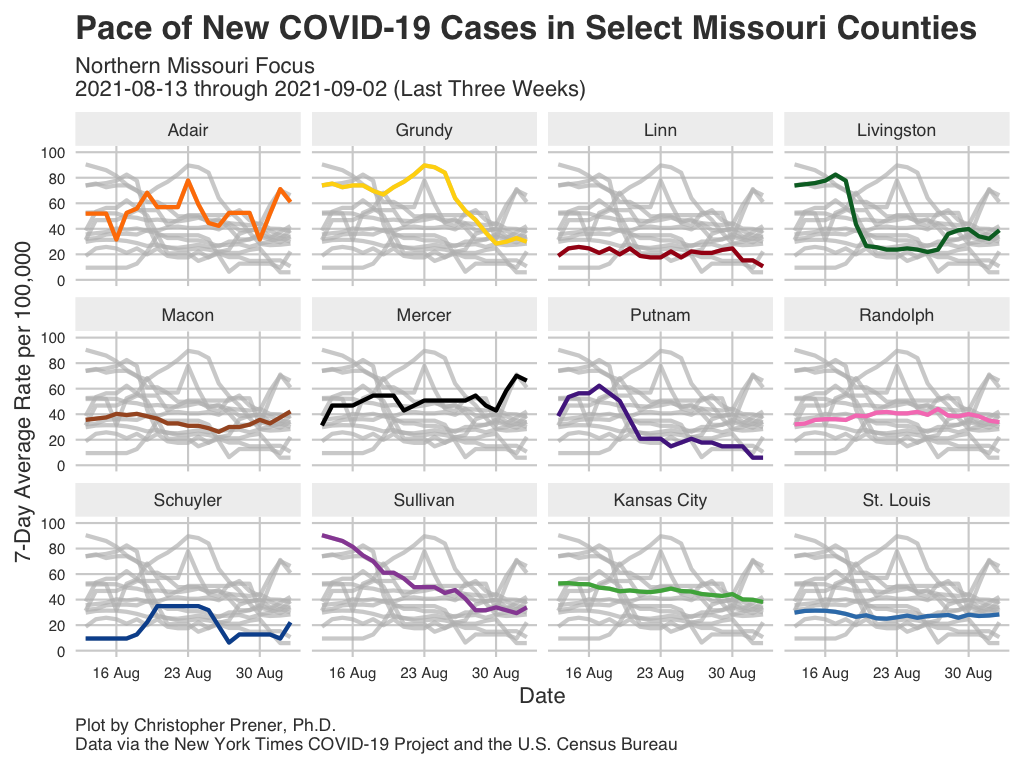 Pace of New COVID-19 Cases in Select Missouri Counties
Northern Missouri Focus
2021-08-13 through 2021-09-02 (Last Three Weeks)
7-Day Average Rate per 100,000
Adair Grundy Linn Livingston
100
80
60
40
20
0
Macon Mercer Putnam Randolph
100
80
60
40
20
0
Schuyler Sullivan Kansas City St. Louis
100
80
60
40
20
0
16 Aug 23 Aug 30 Aug 16 Aug 23 Aug 30 Aug 16 Aug 23 Aug 30 Aug 16 Aug 23 Aug 30 Aug
Date
Plot by Christopher Prener, Ph.D.
Data via the New York Times COVID-19 Project and the U.S. Census Bureau